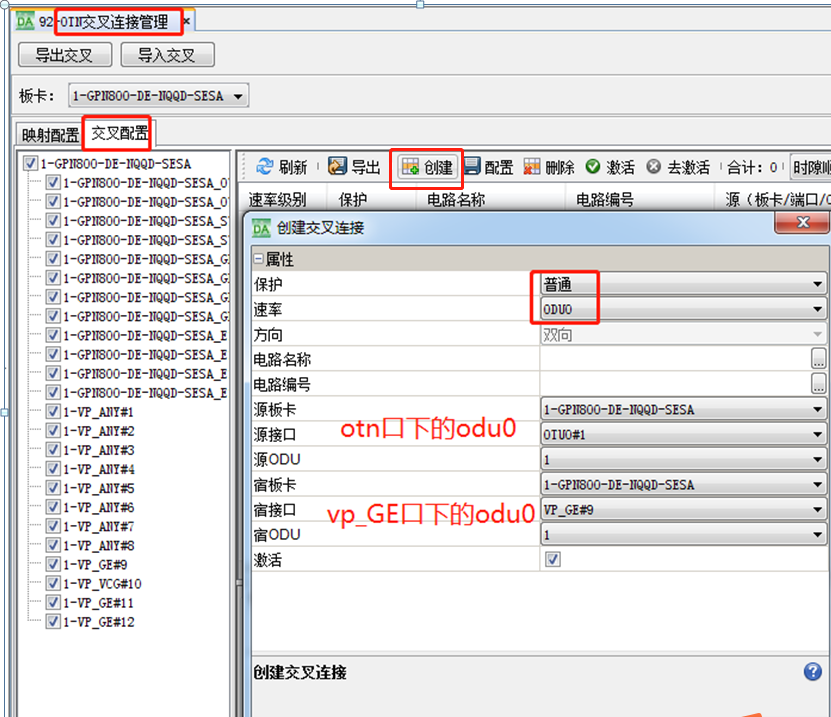 DA 92-OTN交叉连接管理 ×
导出交叉 导入交叉
板卡： 1-GPN800-DE-NQQD-SESA
映射配置 交叉配置
刷新 导出 创建 配置 删除 激活 去激活 合计：0 时隙顺
速率级别 保护 电路名称 电路编号 源（板卡/端口/O
1-GPN800-DE-NQQD-SESA
1-GPN800-DE-NQQD-SESA_O
1-GPN800-DE-NQQD-SESA_O
1-GPN800-DE-NQQD-SESA_S
1-GPN800-DE-NQQD-SESA_S
1-GPN800-DE-NQQD-SESA_G
1-GPN800-DE-NQQD-SESA_G
1-GPN800-DE-NQQD-SESA_G
1-GPN800-DE-NQQD-SESA_G
1-GPN800-DE-NQQD-SESA_E
1-GPN800-DE-NQQD-SESA_E
1-GPN800-DE-NQQD-SESA_E
1-GPN800-DE-NQQD-SESA_E
1-VP_ANY#1
1-VP_ANY#2
1-VP_ANY#3
1-VP_ANY#4
1-VP_ANY#5
1-VP_ANY#6
1-VP_ANY#7
1-VP_ANY#8
1-VP_GE#9
1-VP_VCG#10
1-VP_GE#11
1-VP_GE#12
DA 创建交叉连接
属性
保护 普通
速率 ODU0
方向 双向
电路名称 ...
电路编号 ...
源板卡 1-GPN800-DE-NQQD-SESA
源接口 otn口下的odu0 OTU0#1
源ODU 1
宿板卡 1-GPN800-DE-NQQD-SESA
宿接口 vp_GE口下的odu0 VP_GE#9
宿ODU 1
激活
创建交叉连接 ?